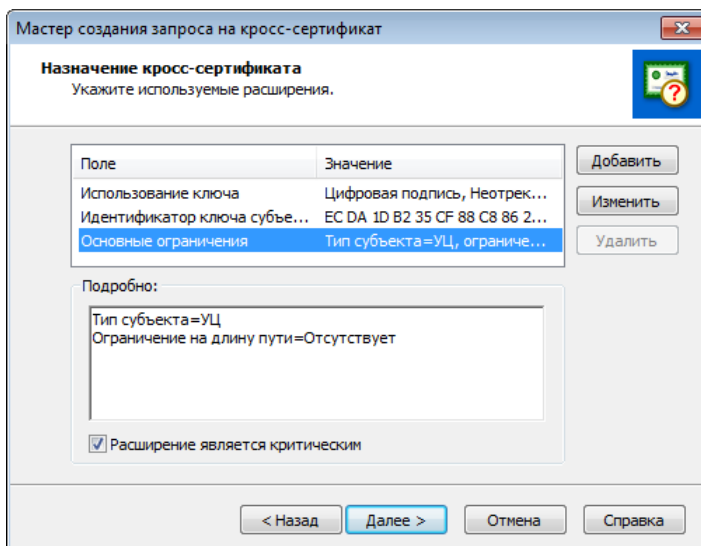 Мастер создания запроса на кросс-сертификат
Назначение кросс-сертификата
Укажите используемые расширения.
Поле Значение
Использование ключа Цифровая подпись, Неотрек...
Идентификатор ключа субъе... EC DA 1D B2 35 CF 88 C8 86 2...
Основные ограничения Тип субъекта=УЦ, ограниче...
Добавить
Изменить
Удалить
Подробно:
Тип субъекта=УЦ
Ограничение на длину пути=Отсутствует
Расширение является критическим
< Назад Далее > Отмена Справка